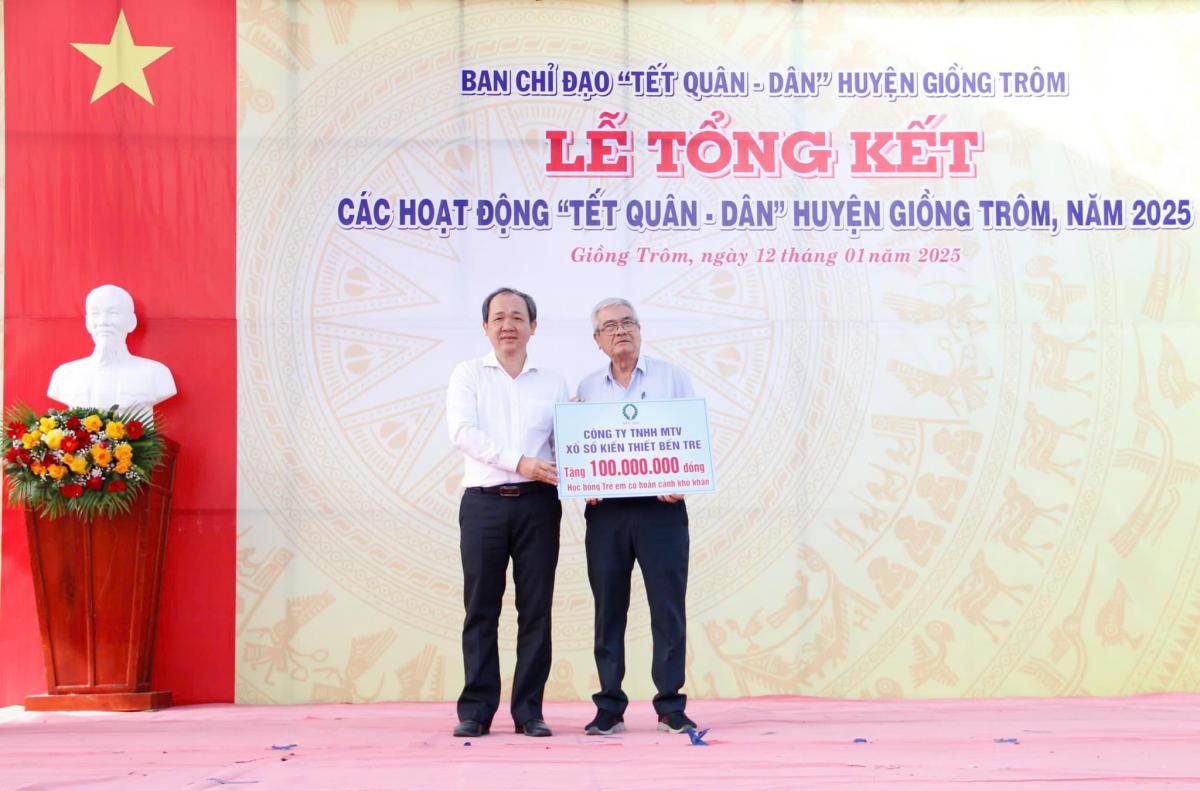 BAN CHỈ ĐẠO “TẾT QUÂN - DÂN” HUYỆN GIỒNG TRÔM
LỄ TỔNG KẾT
CÁC HOẠT ĐỘNG “TẾT QUÂN - DÂN” HUYỆN GIỒNG TRÔM, NĂM 2025
Giồng Trôm, ngày 12 tháng 01 năm 2025
CÔNG TY TNHH MTV
XỔ SỐ KIẾN THIẾT BẾN TRE
Tặng 100.000.000 đồng
Học bổng Trẻ em có hoàn cảnh khó khăn